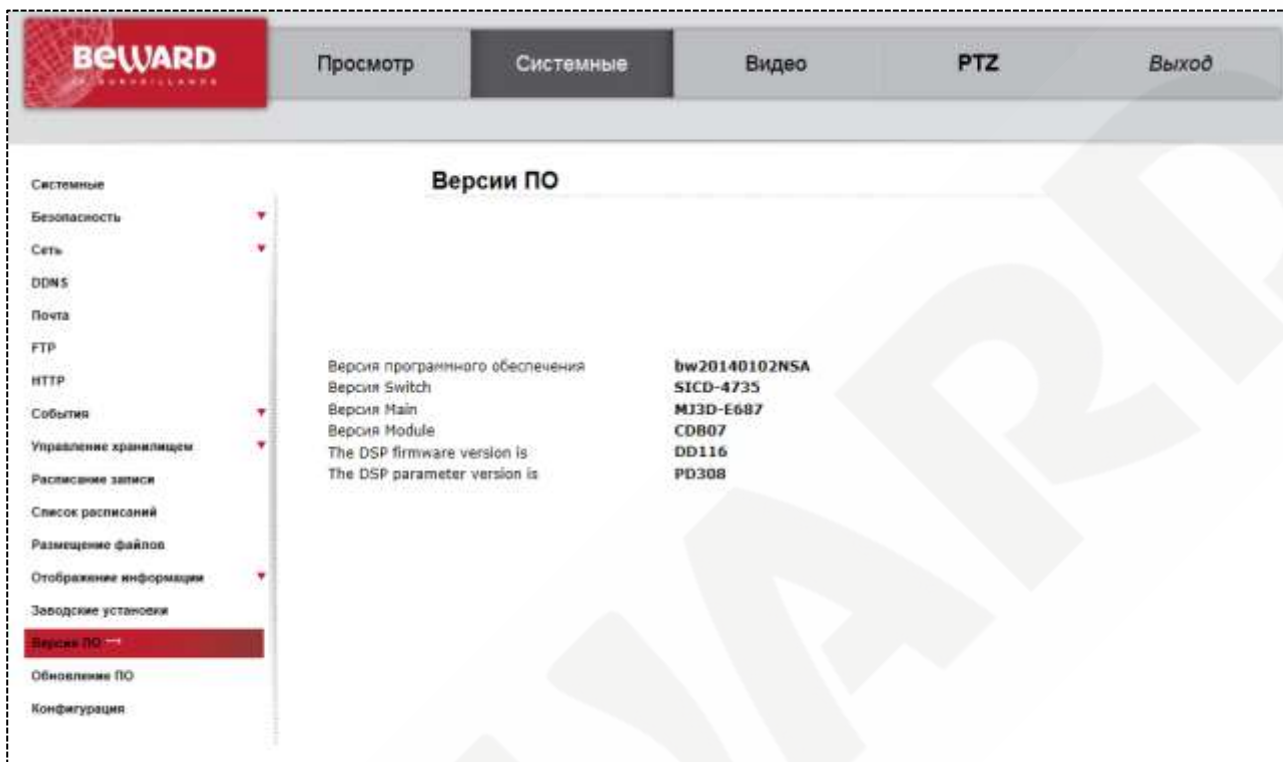 BEWARD
Просмотр
Системные
Видео
PTZ
Выход
Системные
Безопасность
Сеть
DDNS
Почта
FTP
HTTP
События
Управление хранилищем
Расписание записи
Список расписаний
Размещение файлов
Отображение информации
Заводские установки
Версия ПО
Обновление ПО
Конфигурация
Версии ПО
Версия программного обеспечения bw20140102NSA
Версия Switch SICD-4735
Версия Main MJ3D-E687
Версия Module CDB07
The DSP firmware version is DD116
The DSP parameter version is PD308